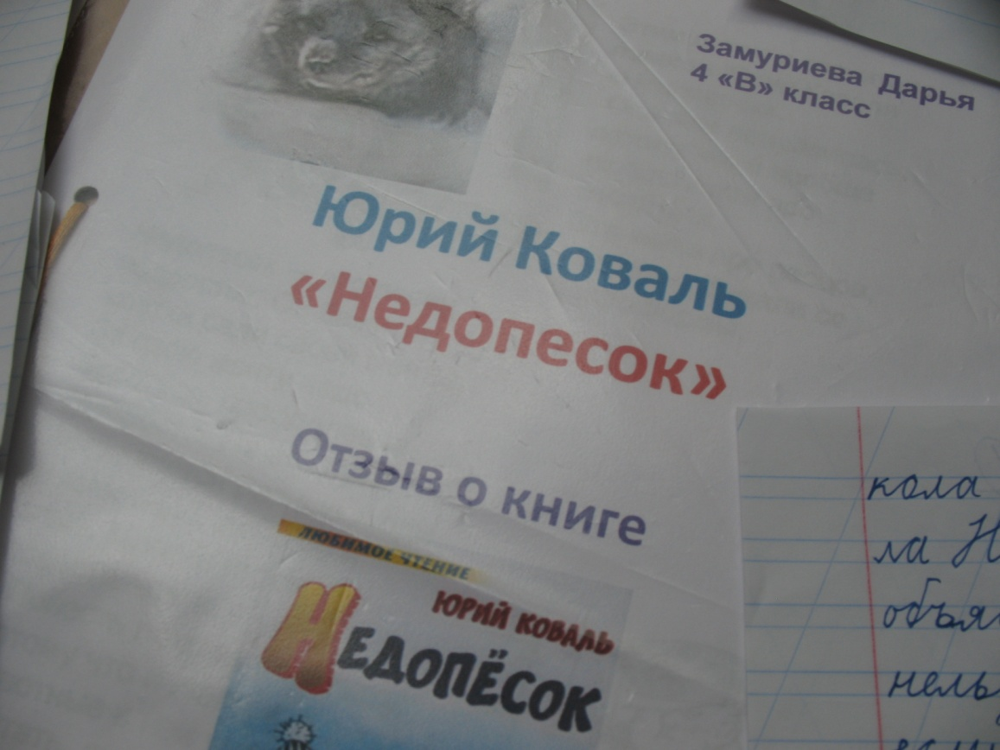 Замуриева Дарья
4 «В» класс
Юрий Коваль
«Недопесок»
Отзыв о книге
ЛЮБИМОЕ ЧТЕНИЕ
ЮРИЙ КОВАЛЬ
НЕДОПЁСОК
кола
ла Н
объя
нель